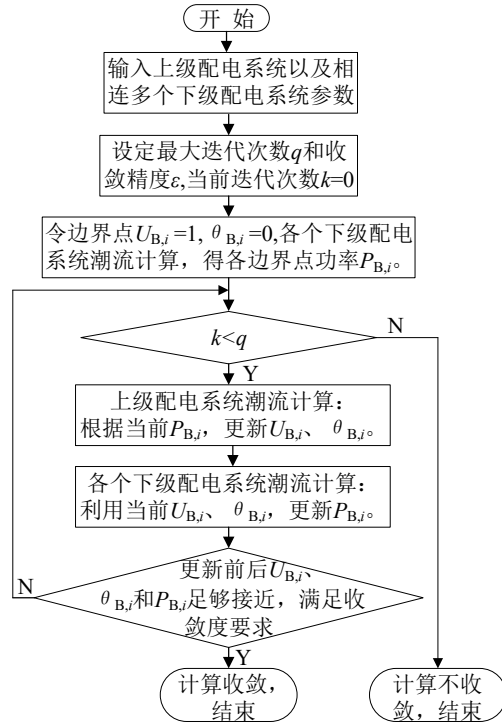 开 始
输入上级配电系统以及相
连多个下级配电系统参数
设定最大迭代次数q和收
敛精度ε,当前迭代次数k=0
令边界点U_B,i=1, θ_B,i=0,各个下级配电
系统潮流计算，得各边界点功率P_B,i。
k<q
N
Y
上级配电系统潮流计算：
根据当前P_B,i，更新U_B,i、 θ_B,i。
各个下级配电系统潮流计算：
利用当前U_B,i、 θ_B,i，更新P_B,i。
N
更新前后U_B,i、
θ_B,i和P_B,i足够接近，满足收
敛度要求
Y
计算收敛，
结束
计算不收
敛，结束